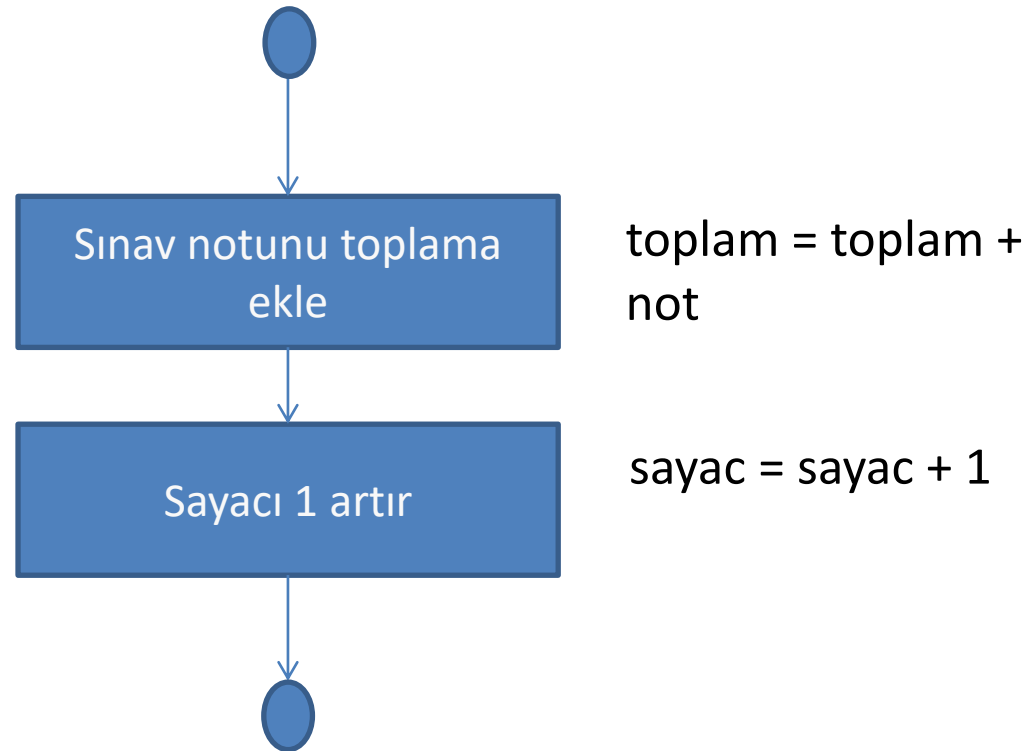 Sınav notunu toplama
ekle
toplam = toplam +
not
Sayacı 1 artır
sayac = sayac + 1